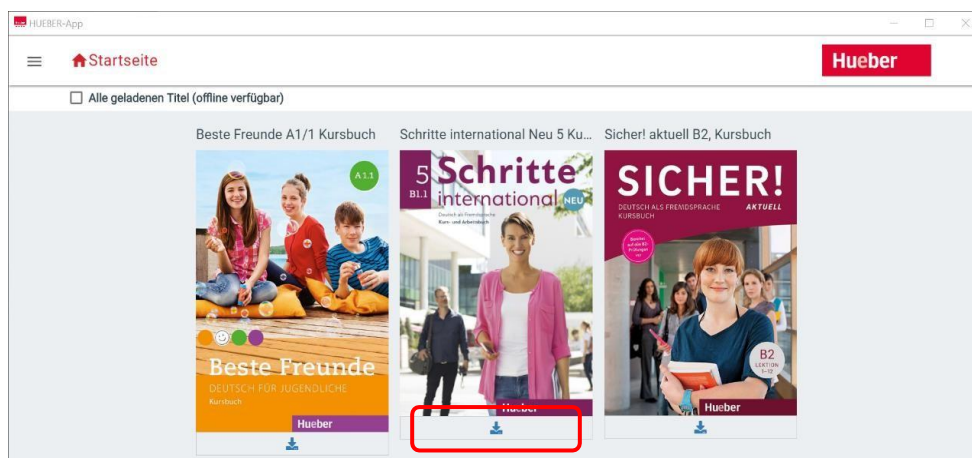 HUEBER-App
Startseite
Hueber
Alle geladenen Titel (offline verfügbar)
Beste Freunde A1/1 Kursbuch
A 1.1
Beste Freunde
DEUTSCH FÜR JUGENDLICHE
Kursbuch
Hueber
Schritte international Neu 5 Ku...
5
B1.1
Schritte
international
NEU
Deutsch als Fremdsprache
Kurs- und Arbeitsbuch
Hueber
Sicher! aktuell B2, Kursbuch
SICHER!
DEUTSCH ALS FREMDSPRACHE
AKTUELL
KURSBUCH
B2
LEKTION
1–12
Hueber